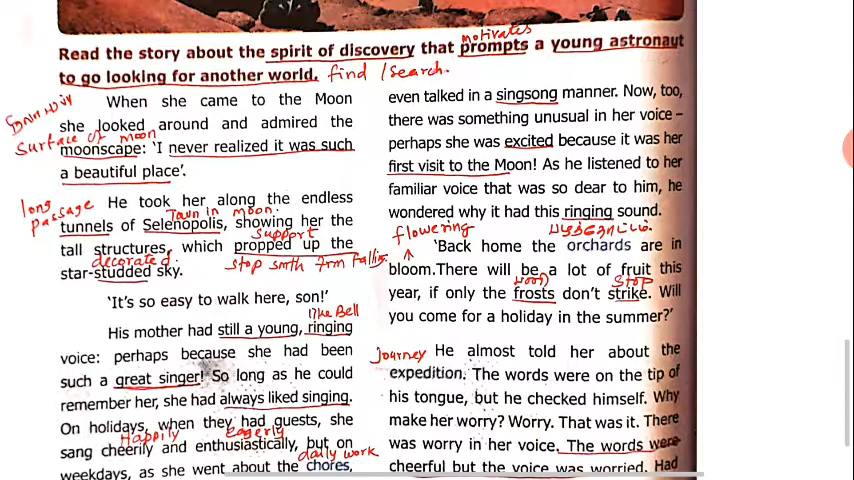 motivates
Read the story about the spirit of discovery that prompts a young astronaut
to go looking for another world. find / search.
When she came to the Moon
she looked around and admired the
surface of moon
moonscape: 'I never realized it was such
a beautiful place'.
long
passage
He took her along the endless
Town in moon.
tunnels of Selenopolis, showing her the
support
tall structures, which propped up the
decorated
stop smth frm falling
star-studded sky.
'It's so easy to walk here, son!'
like Bell
His mother had still a young, ringing
voice: perhaps because she had been
such a great singer! So long as he could
remember her, she had always liked singing.
On holidays, when they had guests, she
Happily eagerly
sang cheerily and enthusiastically, but on
daily work
weekdays, as she went about the chores,
even talked in a singsong manner. Now, too,
there was something unusual in her voice –
perhaps she was excited because it was her
first visit to the Moon! As he listened to her
familiar voice that was so dear to him, he
wondered why it had this ringing sound.
flowering
பழத்தோட்டம்.
'Back home the orchards are in
bloom. There will be a lot of fruit this
stop
year, if only the frosts don't strike. Will
you come for a holiday in the summer?'
journey
He almost told her about the
expedition. The words were on the tip of
his tongue, but he checked himself. Why
make her worry? Worry. That was it. There
was worry in her voice. The words were
cheerful but the voice was worried. Had